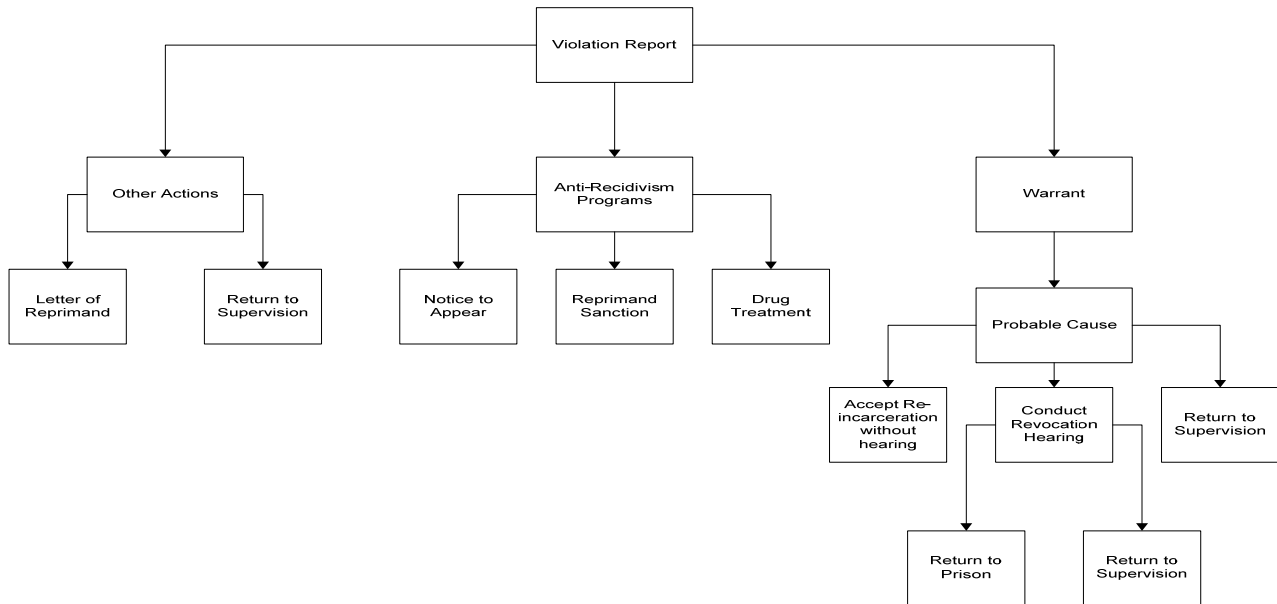 Violation Report
Other Actions
Anti-Recidivism
Programs
Warrant
Letter of
Reprimand
Return to
Supervision
Notice to
Appear
Reprimand
Sanction
Drug
Treatment
Probable Cause
Accept Re-
incarceration
without
hearing
Conduct
Revocation
Hearing
Return to
Supervision
Return to
Prison
Return to
Supervision